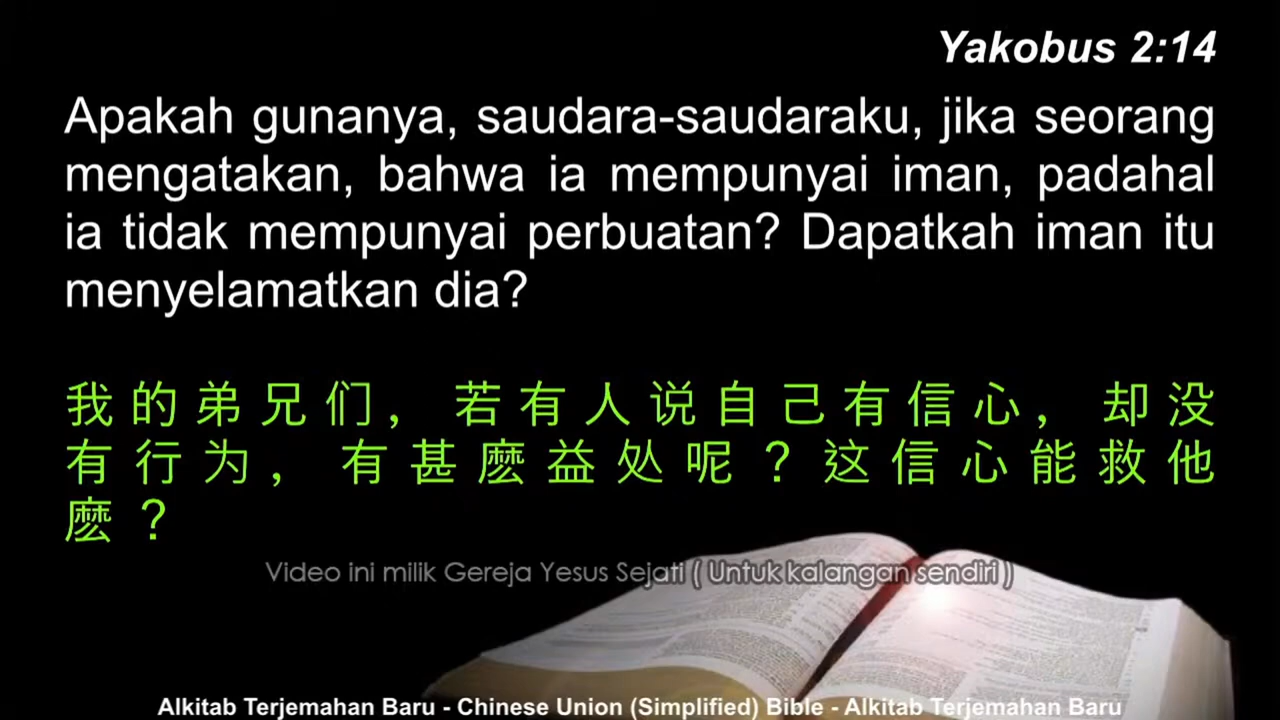 Yakobus 2:14
Apakah gunanya, saudara-saudaraku, jika seorang
mengatakan, bahwa ia mempunyai iman, padahal
ia tidak mempunyai perbuatan? Dapatkah iman itu
menyelamatkan dia?
我的弟兄们，若有人说自己有信心，却没
有行为，有甚麽益处呢？这信心能救他
麽？
Video ini milik Gereja Yesus Sejati ( Untuk kalangan sendiri )
Alkitab Terjemahan Baru - Chinese Union (Simplified) Bible - Alkitab Terjemahan Baru